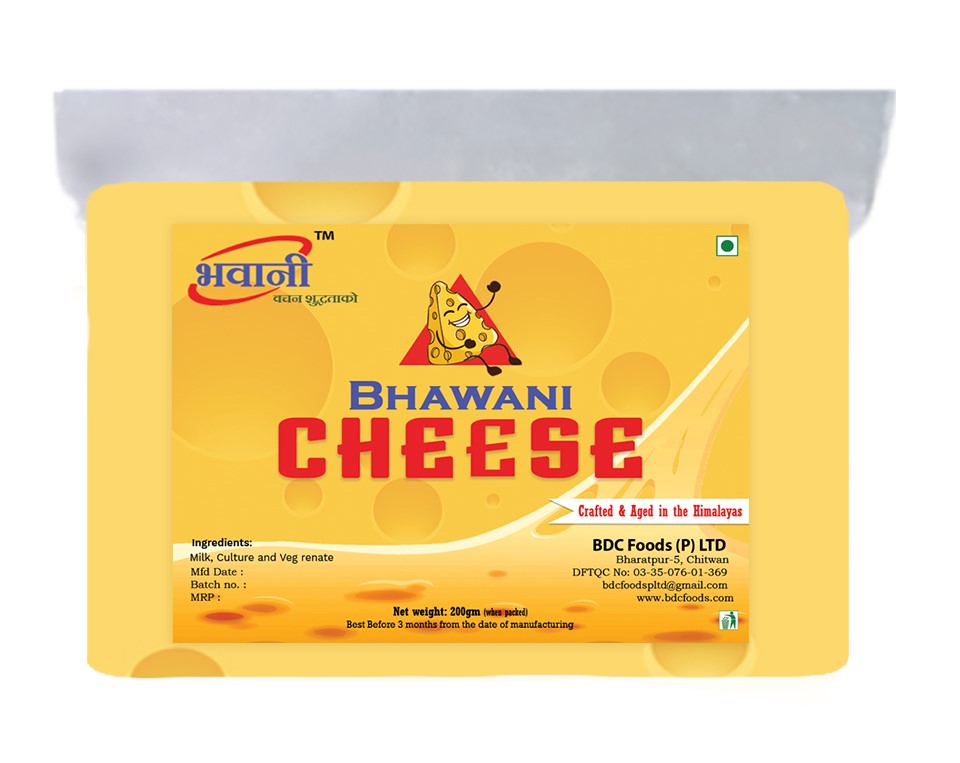 भवानी TM
वचन शुद्धताको
BHAWANI
CHEESE
Crafted & Aged in the Himalayas
Ingredients:
Milk, Culture and Veg renate
Mfd Date :
Batch no. :
MRP :
BDC Foods (P) LTD
Bharatpur-5, Chitwan
DFTQC No: 03-35-076-01-369
bdcfoodspltd@gmail.com
www.bdcfoods.com
Net weight: 200gm (when packed)
Best Before 3 months from the date of manufacturing